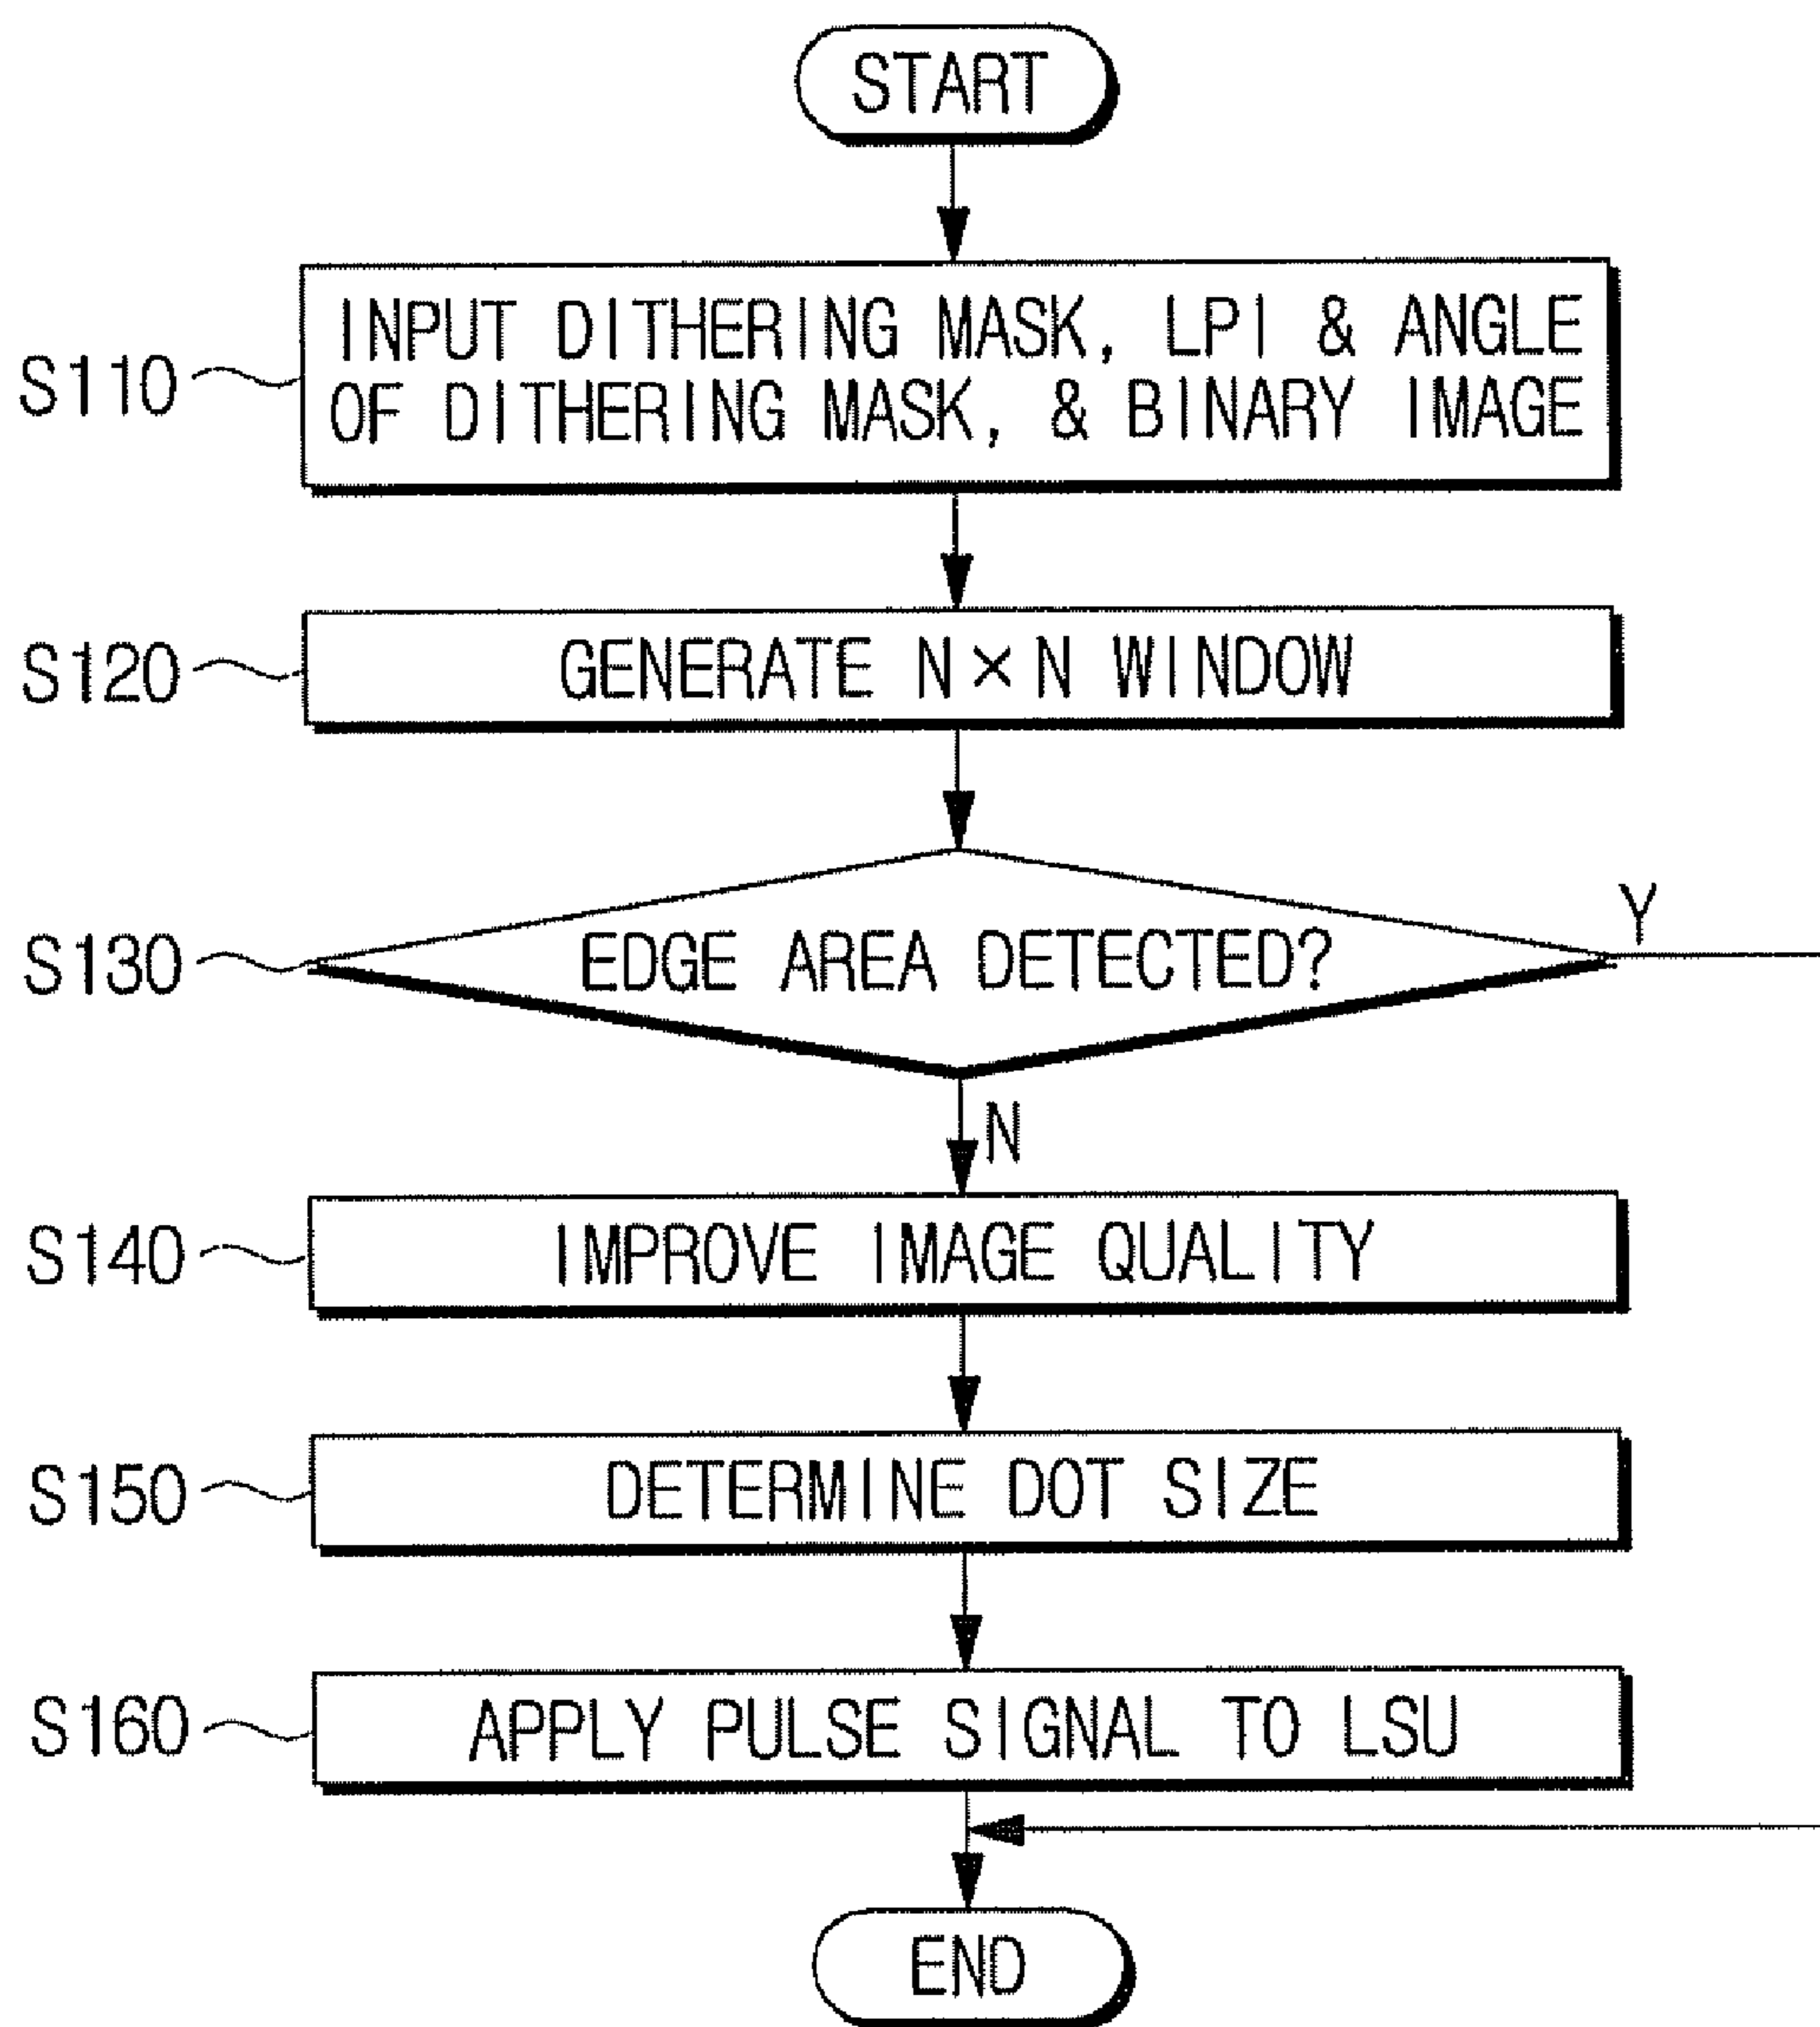 START
S110
INPUT DITHERING MASK, LPI & ANGLE
OF DITHERING MASK, & BINARY IMAGE
S120
GENERATE N×N WINDOW
S130
EDGE AREA DETECTED?
Y
N
S140
IMPROVE IMAGE QUALITY
S150
DETERMINE DOT SIZE
S160
APPLY PULSE SIGNAL TO LSU
END